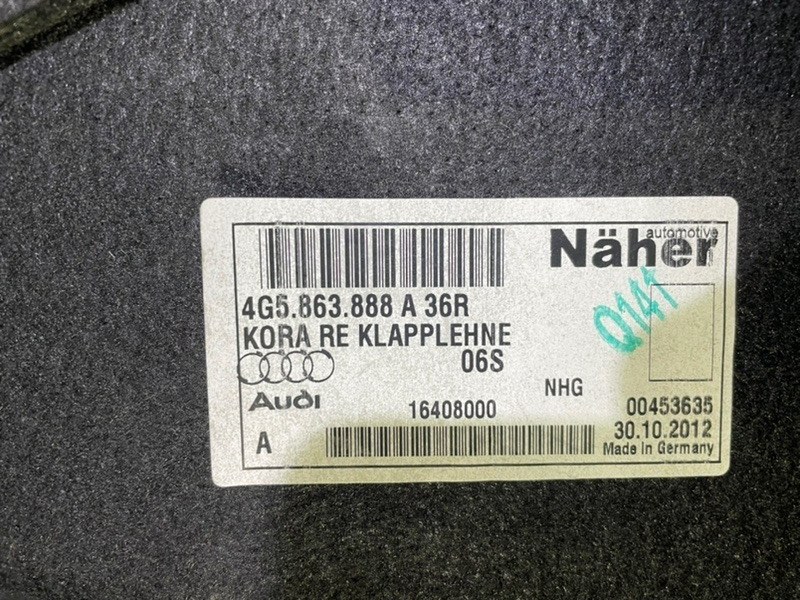 automotive
Näher
4G5.863.888 A 36R
KORA RE KLAPPLEHNE
06S
Q141
Audi
NHG
16408000
00453635
30.10.2012
A
Made in Germany